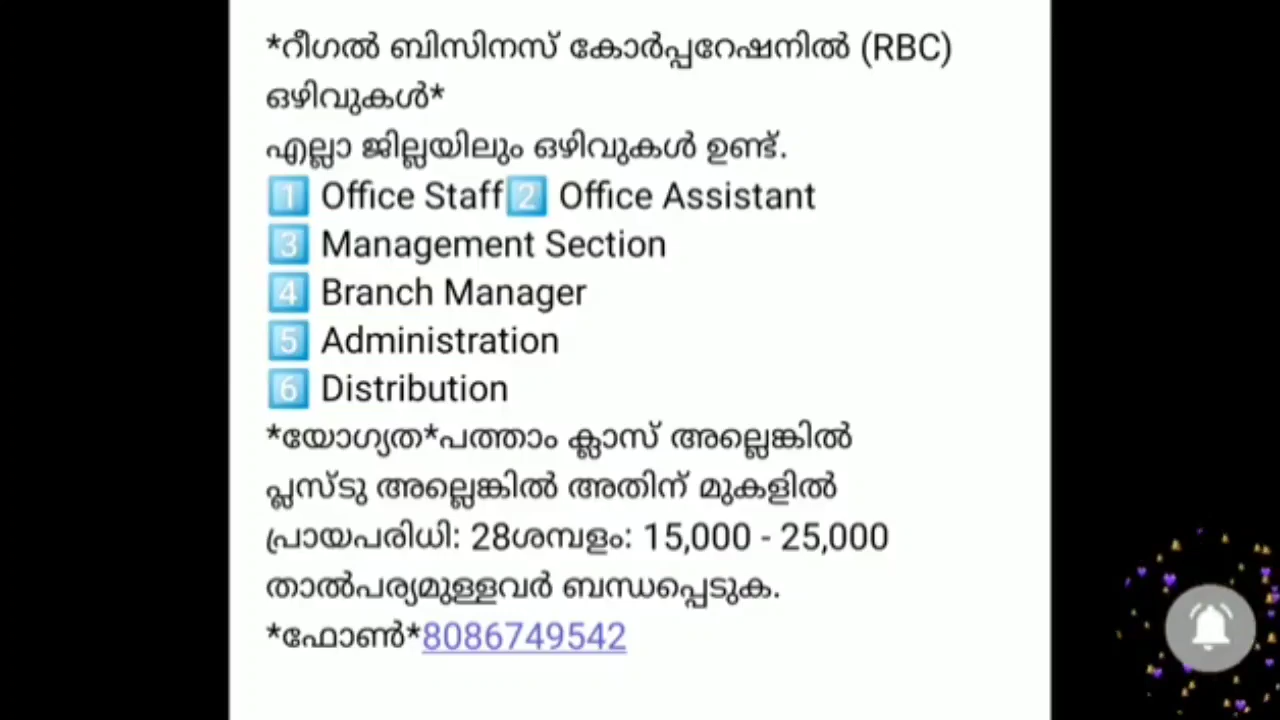 *റീഗൽ ബിസിനസ് കോർപ്പറേഷനിൽ (RBC)
ഒഴിവുകൾ*
എല്ലാ ജില്ലയിലും ഒഴിവുകൾ ഉണ്ട്.
1️⃣ Office Staff2️⃣ Office Assistant
3️⃣ Management Section
4️⃣ Branch Manager
5️⃣ Administration
6️⃣ Distribution
*യോഗ്യത*പത്താം ക്ലാസ് അല്ലെങ്കിൽ
പ്ലസ്ടു അല്ലെങ്കിൽ അതിന് മുകളിൽ
പ്രായപരിധി: 28ശമ്പളം: 15,000 - 25,000
താൽപര്യമുള്ളവർ ബന്ധപ്പെടുക.
*ഫോൺ*8086749542